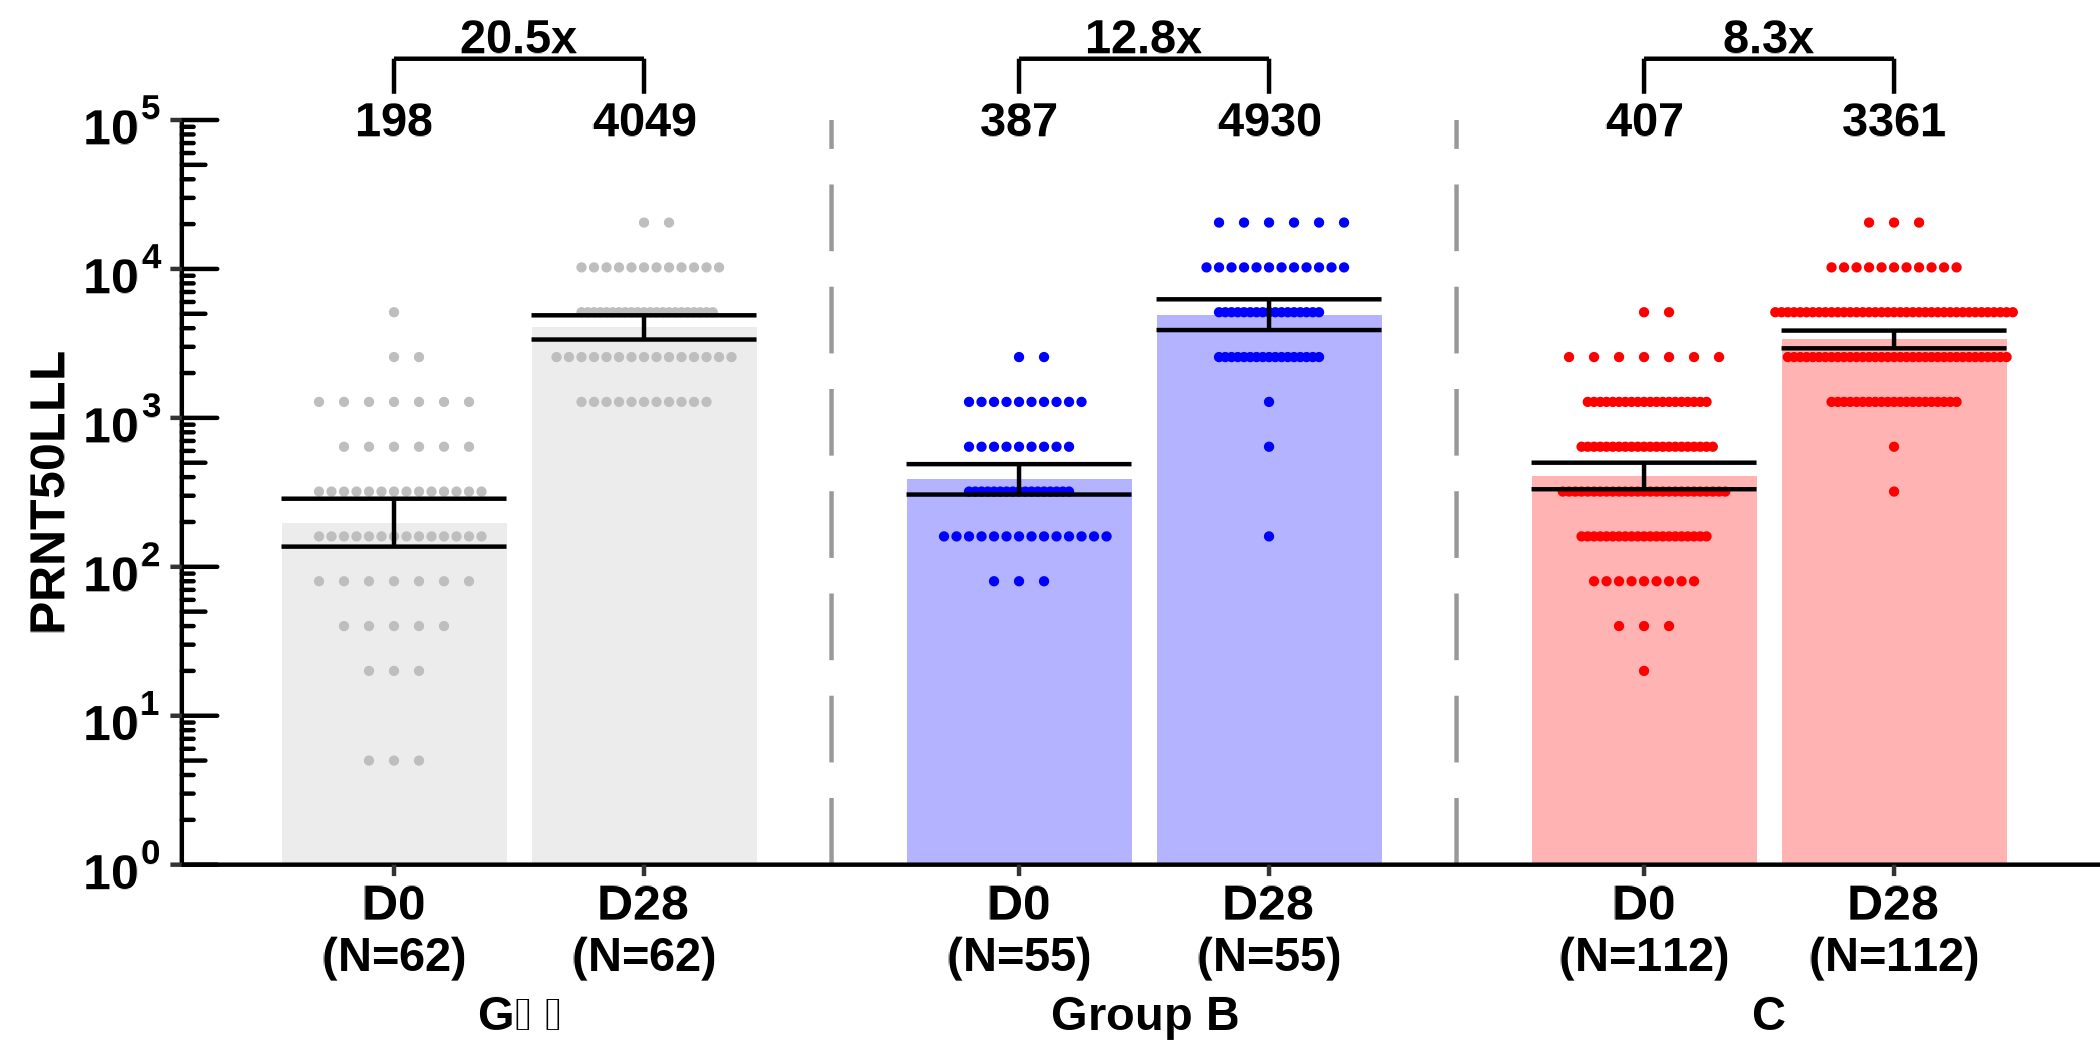 20.5x 12.8x 8.3x
198 4049 387 4930 407 3361
10^5
10^4
10^3
10^2
10^1
10^0
PRNT50LLL
D0 D28 D0 D28 D0 D28
(N=62) (N=62) (N=55) (N=55) (N=112) (N=112)
G Group B C